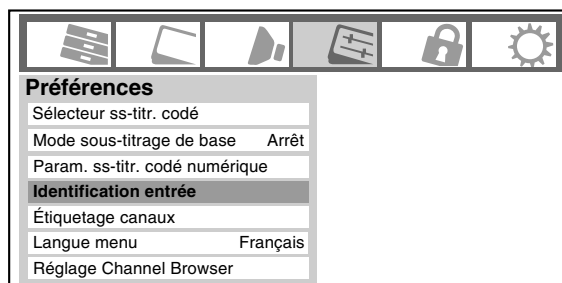 Préférences
Sélecteur ss-titr. codé
Mode sous-titrage de base Arrêt
Param. ss-titr. codé numérique
Identification entrée
Étiquetage canaux
Langue menu Français
Réglage Channel Browser